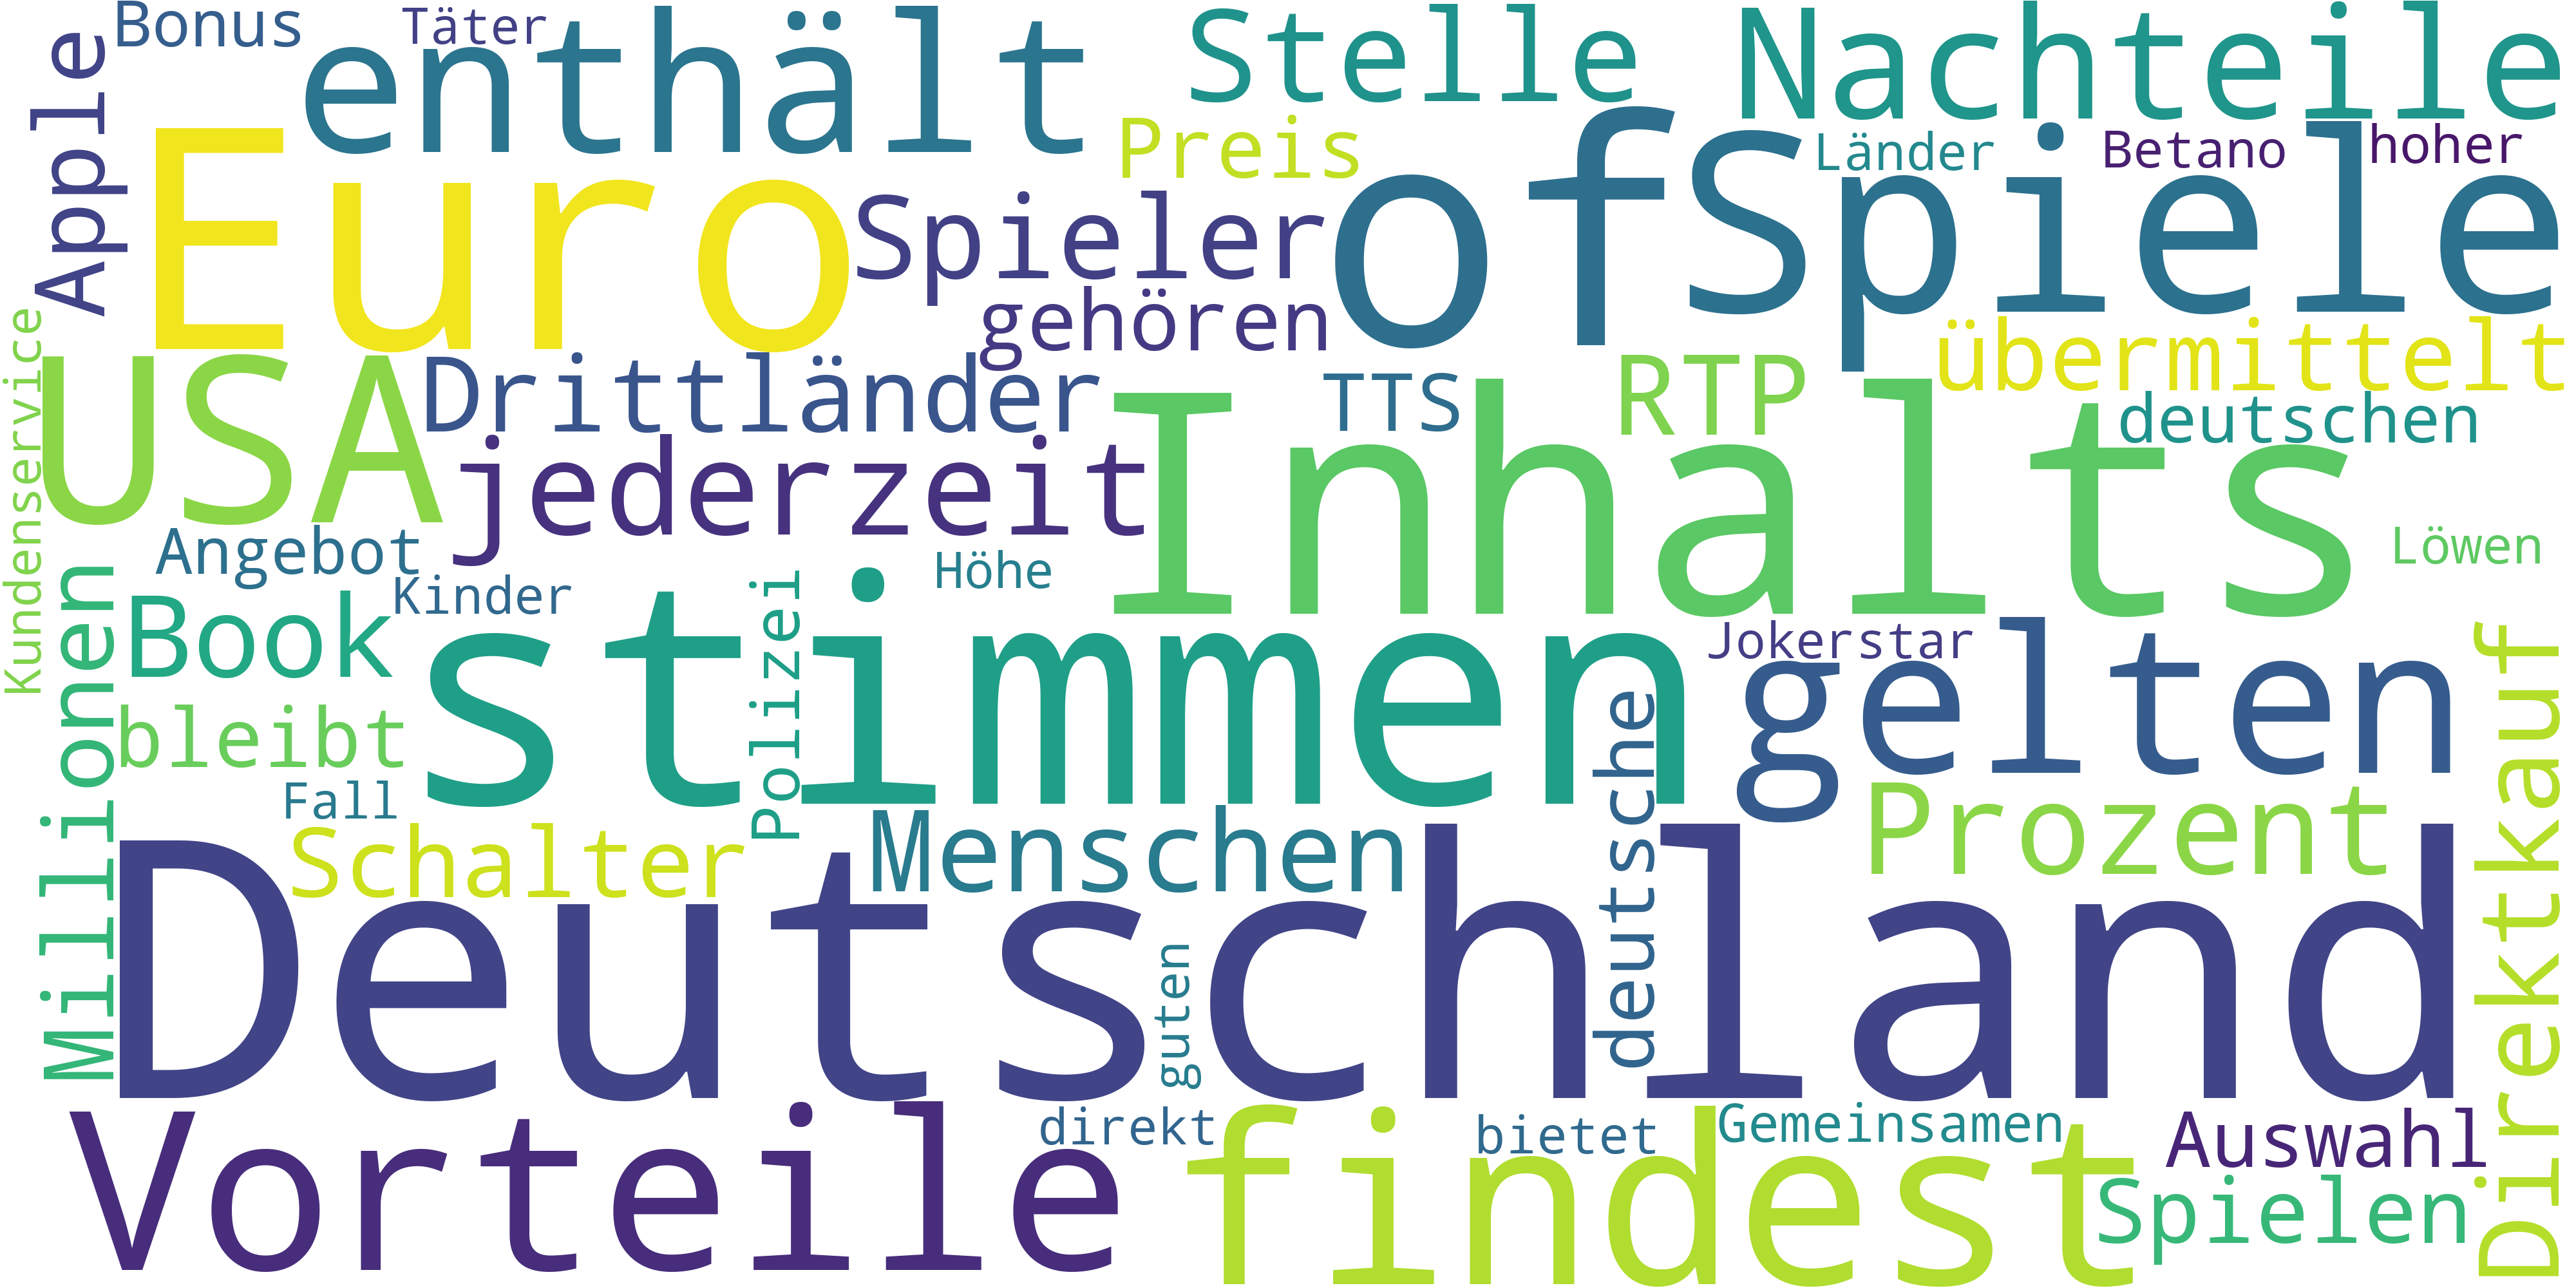 Bonus
Täter
enthält
Stelle
Nachteile
Apple
Euro
Preis
of
Spiele
Länder
Betano
hoher
Spieler
gehören
Kundenservice
USA
Drittländer
TTS
RTP
übermittelt
deutschen
jederzeit
Inhalts
Angebot
Kinder
Höhe
Löwen
Millionen
Book
stimmen
Polizei
Jokerstar
gelten
Direktkauf
bleibt
Fall
Schalter
Menschen
deutsche
Prozent
Deutschland
guten
Vorteile
direkt
findest
bietet
Gemeinsamen
Auswahl
Spielen